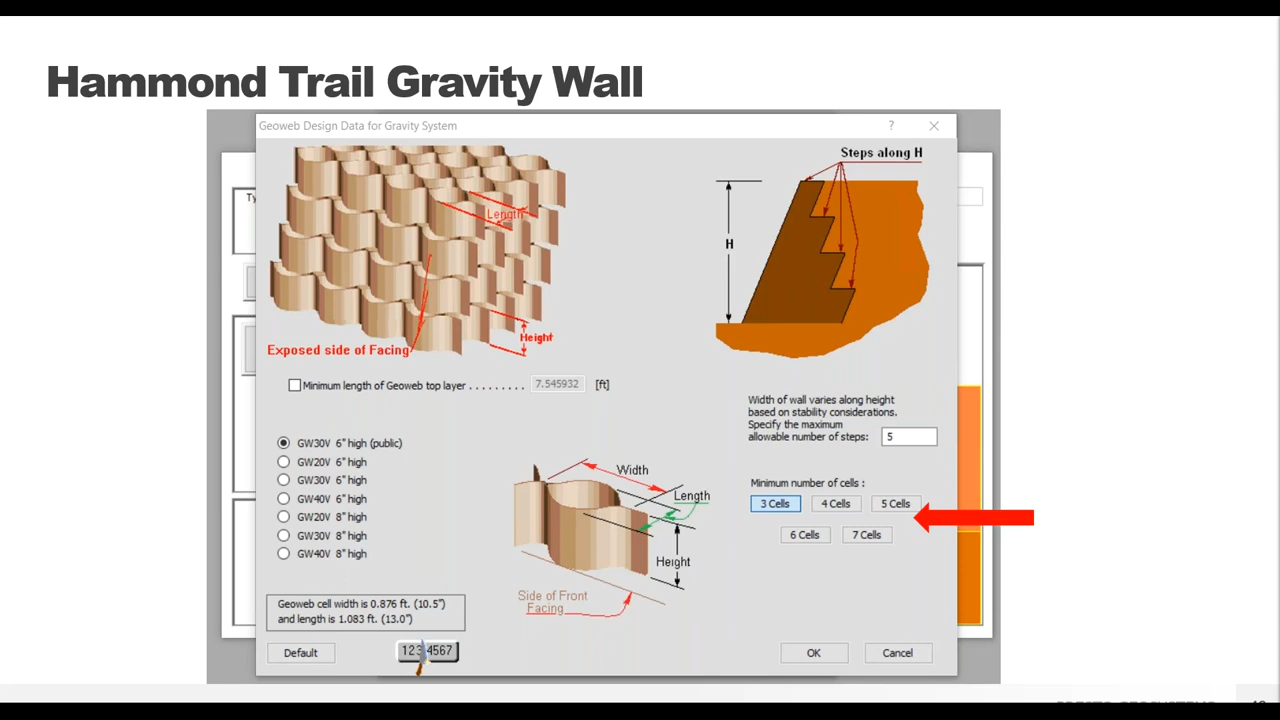 Hammond Trail Gravity Wall
Geoweb Design Data for Gravity System
?
Steps along H
Length
H
Height
Exposed side of Facing
Ty
Minimum length of Geoweb top layer . . . . . . . . . 7.545932 [ft]
Width of wall varies along height
based on stability considerations.
Specify the maximum
allowable number of steps: 5
GW30V 6" high (public)
GW20V 6" high
GW30V 6" high
GW40V 6" high
GW20V 8" high
GW30V 8" high
GW40V 8" high
Width
Length
Height
Side of Front
Facing
Minimum number of cells :
3 Cells 4 Cells 5 Cells
6 Cells 7 Cells
Geoweb cell width is 0.876 ft. (10.5")
and length is 1.083 ft. (13.0")
Default 1234567 OK Cancel